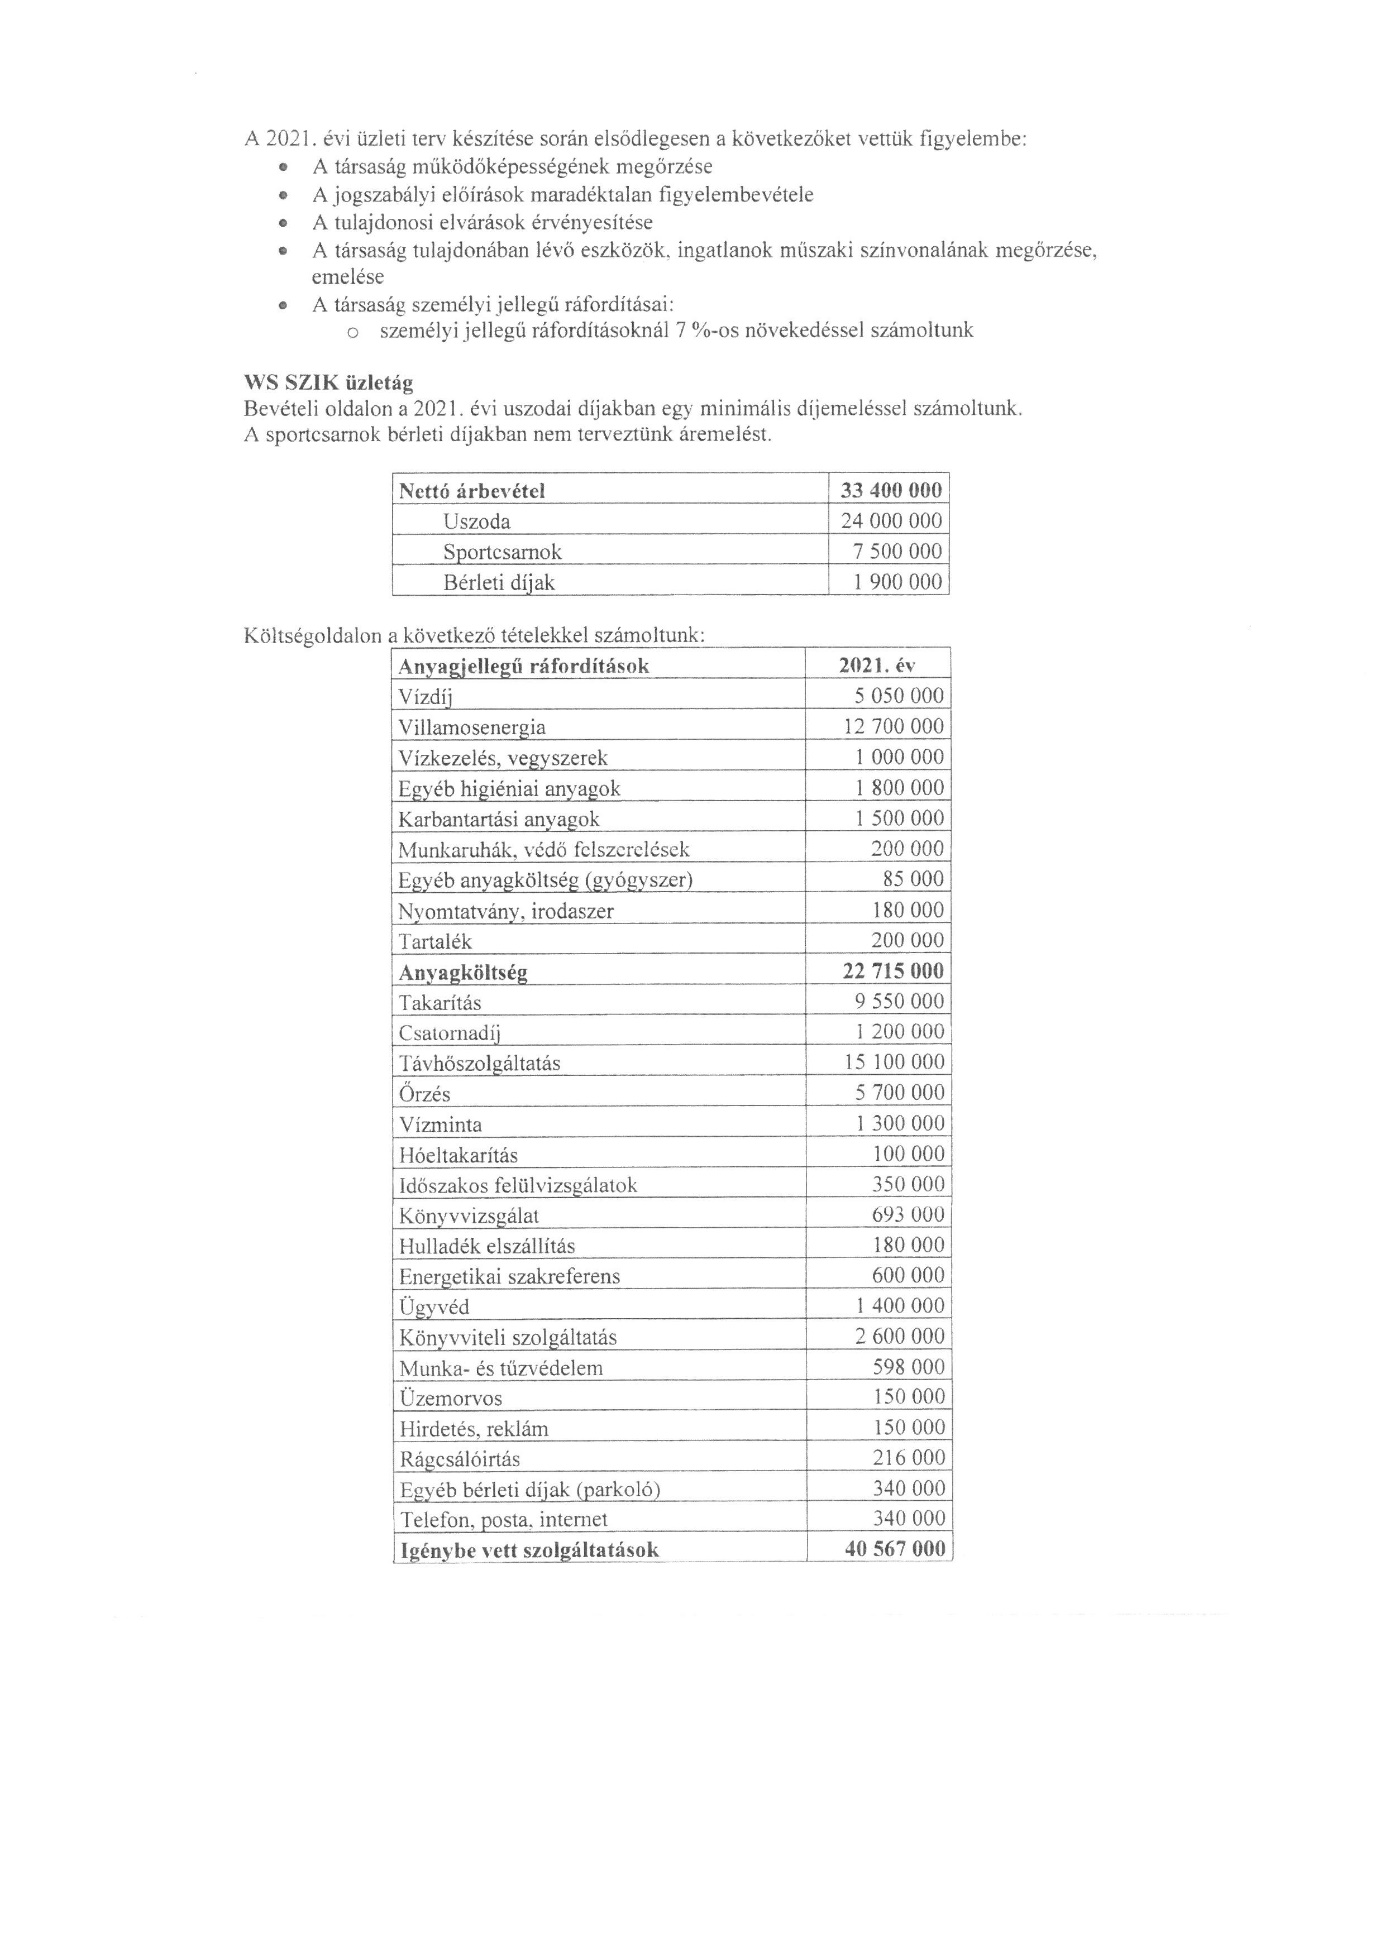 A 2021. évi üzleti terv készítése során elsődlegesen a következőket vettük figyelembe:
• A társaság működőképességének megőrzése
• A jogszabályi előírások maradéktalan figyelembevétele
• A tulajdonosi elvárások érvényesítése
• A társaság tulajdonában lévő eszközök, ingatlanok műszaki színvonalának megőrzése,
emelése
• A társaság személyi jellegű ráfordításai:
o személyi jellegű ráfordításoknál 7 %-os növekedéssel számoltunk
WS SZIK üzletág
Bevételi oldalon a 2021. évi uszodai díjakban egy minimális díjemeléssel számoltunk.
A sportcsarnok bérleti díjakban nem terveztünk áremelést.
Nettó árbevétel 33 400 000
Uszoda 24 000 000
Sportcsarnok 7 500 000
Bérleti díjak 1 900 000
Költségoldalon a következő tételekkel számoltunk:
Anyagjellegű ráfordítások 2021. év
Vízdíj 5 050 000
Villamosenergia 12 700 000
Vízkezelés, vegyszerek 1 000 000
Egyéb higiéniai anyagok 1 800 000
Karbantartási anyagok 1 500 000
Munkaruhák, védő felszerelések 200 000
Egyéb anyagköltség (gyógyszer) 85 000
Nyomtatvány, irodaszer 180 000
Tartalék 200 000
Anyagköltség 22 715 000
Takarítás 9 550 000
Csatornadíj 1 200 000
Távhőszolgáltatás 15 100 000
Őrzés 5 700 000
Vízminta 1 300 000
Hóeltakarítás 100 000
Időszakos felülvizsgálatok 350 000
Könyvvizsgálat 693 000
Hulladék elszállítás 180 000
Energetikai szakreferens 600 000
Ügyvéd 1 400 000
Könyvviteli szolgáltatás 2 600 000
Munka- és tűzvédelem 598 000
Üzemorvos 150 000
Hirdetés, reklám 150 000
Rágcsálóirtás 216 000
Egyéb bérleti díjak (parkoló) 340 000
Telefon, posta, internet 340 000
Igénybe vett szolgáltatások 40 567 000